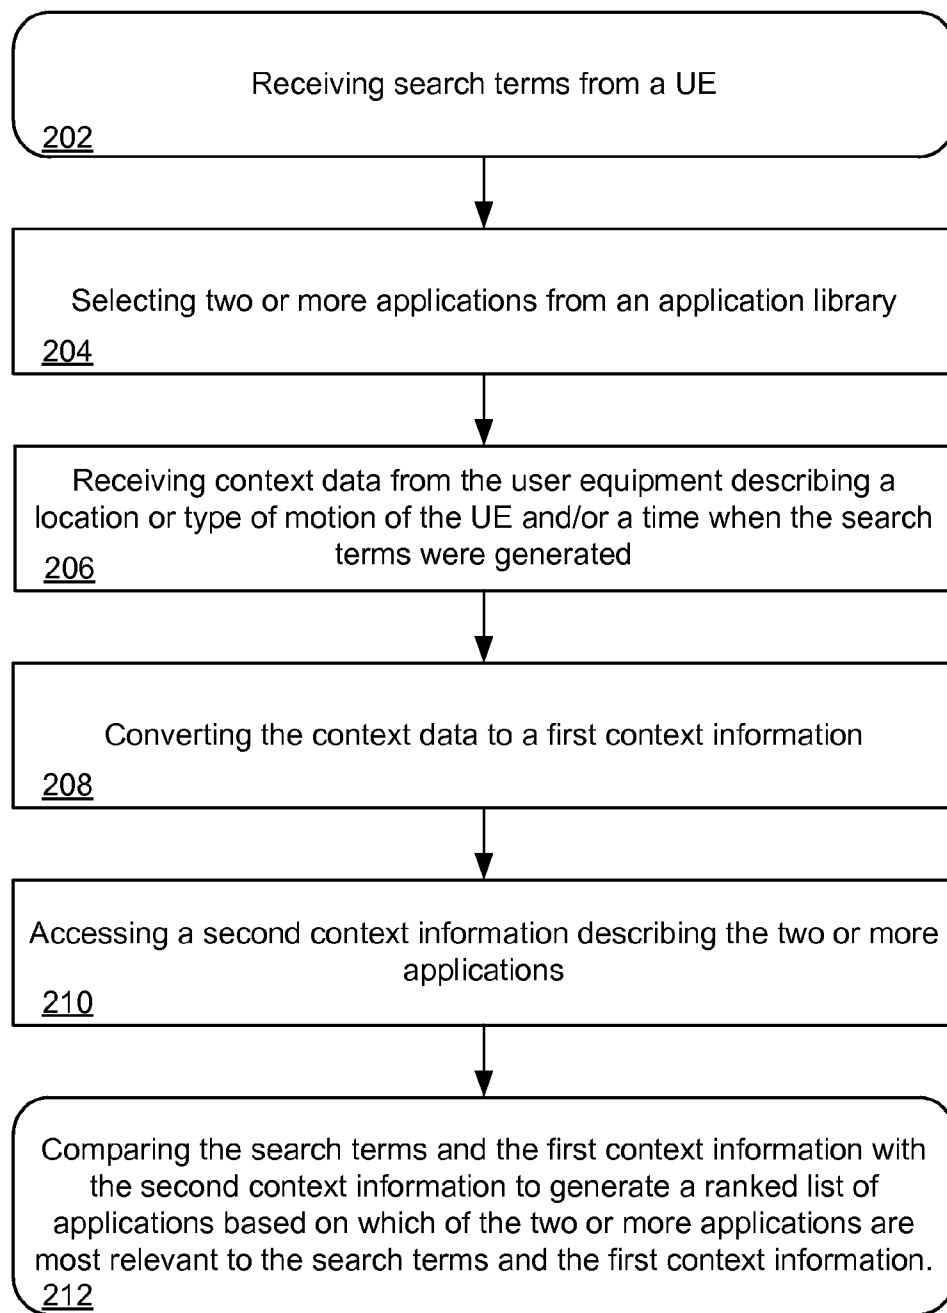 Receiving search terms from a UE
202
Selecting two or more applications from an application library
204
Receiving context data from the user equipment describing a
location or type of motion of the UE and/or a time when the search
terms were generated
206
Converting the context data to a first context information
208
Accessing a second context information describing the two or more
applications
210
Comparing the search terms and the first context information with
the second context information to generate a ranked list of
applications based on which of the two or more applications are
most relevant to the search terms and the first context information.
212